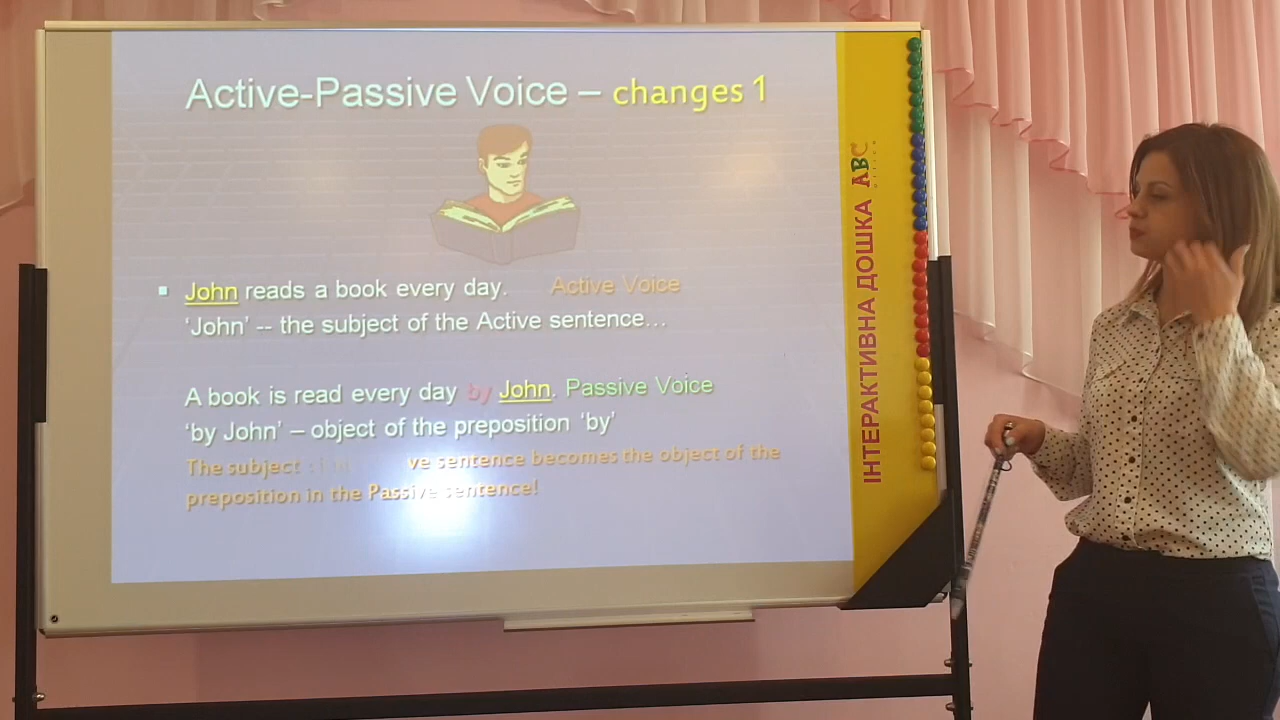 Active-Passive Voice – changes 1
John reads a book every day. Active Voice
‘John’ -- the subject of the Active sentence...
A book is read every day by John. Passive Voice
‘by John’ – object of the preposition ‘by’
The subject ve sentence becomes the object of the
preposition in the Passive sentence!
ІНТЕРАКТИВНА ДОШКА ABC